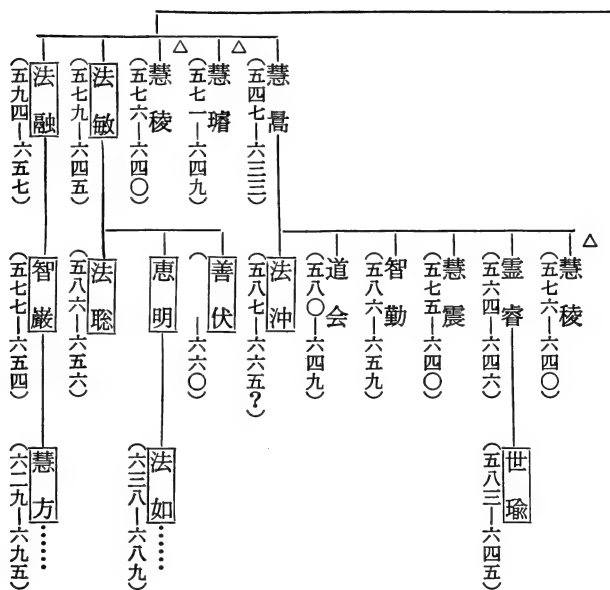 慧暠
(五四七―六三三)
△
慧璿
(五七一―六四九)
△
慧稜
(五七六―六四〇)
法敏
(五七九―六四五)
法融
(五九四―六五七)
△
慧稜
(五七六―六四〇)
霊睿
(五六四―六四六)
慧震
(五七五―六四〇)
智勤
(五八六―六五九)
道会
(五八〇―六四九)
法沖
(五八七―六六五?)
善伏
( ―六六〇)
恵明
法聡
(五八六―六五六)
智巌
(五七七―六五四)
世瑜
(五八三―六四五)
法如……
(六三八―六八九)
慧方……
(六二九―六九五)